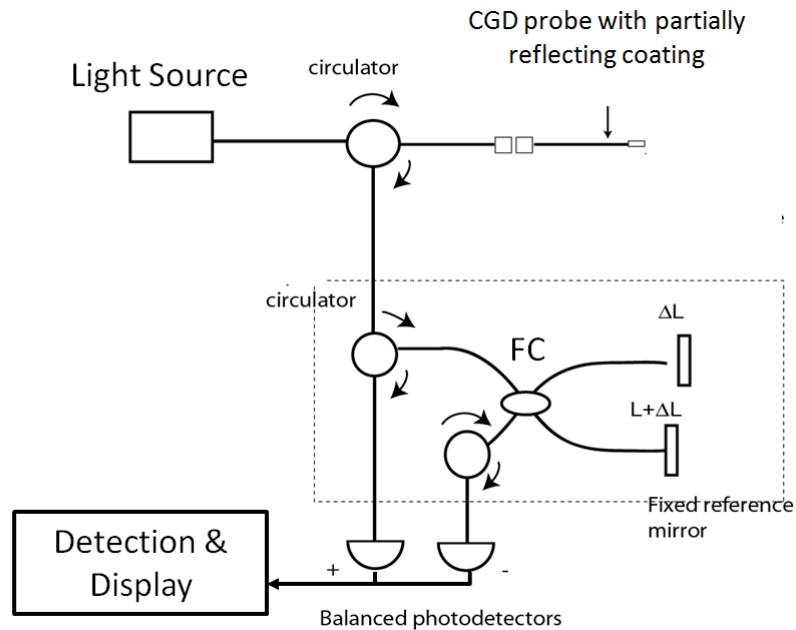 CGD probe with partially
reflecting coating
Light Source
circulator
circulator
ΔL
FC
L+ΔL
Fixed reference
mirror
Detection &
Display
+
-
Balanced photodetectors